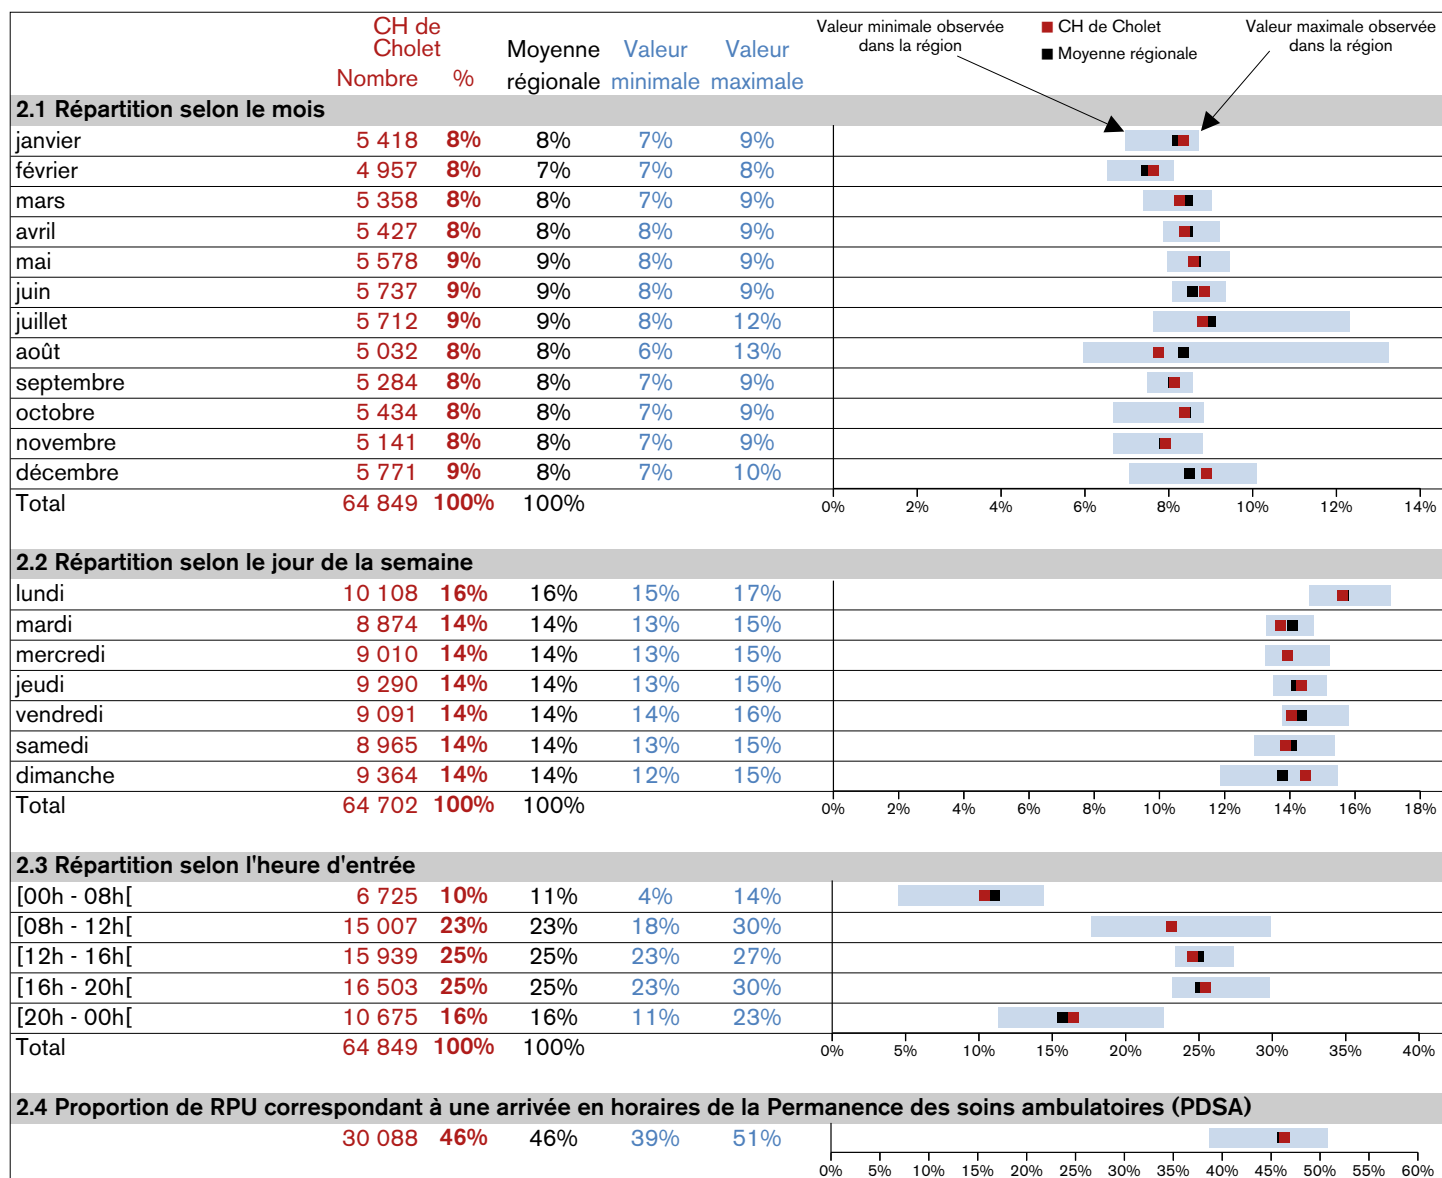 CH de Cholet Moyenne Valeur Valeur
Nombre % régionale minimale maximale
Valeur minimale observée dans la région
CH de Cholet
Moyenne régionale
Valeur maximale observée dans la région
2.1 Répartition selon le mois
janvier 5 418 8% 8% 7% 9%
février 4 957 8% 7% 7% 8%
mars 5 358 8% 8% 7% 9%
avril 5 427 8% 8% 8% 9%
mai 5 578 9% 9% 8% 9%
juin 5 737 9% 9% 8% 9%
juillet 5 712 9% 9% 8% 12%
août 5 032 8% 8% 6% 13%
septembre 5 284 8% 8% 7% 9%
octobre 5 434 8% 8% 7% 9%
novembre 5 141 8% 8% 7% 9%
décembre 5 771 9% 8% 7% 10%
Total 64 849 100% 100%
0% 2% 4% 6% 8% 10% 12% 14%
2.2 Répartition selon le jour de la semaine
lundi 10 108 16% 16% 15% 17%
mardi 8 874 14% 14% 13% 15%
mercredi 9 010 14% 14% 13% 15%
jeudi 9 290 14% 14% 13% 15%
vendredi 9 091 14% 14% 14% 16%
samedi 8 965 14% 14% 13% 15%
dimanche 9 364 14% 14% 12% 15%
Total 64 702 100% 100%
0% 2% 4% 6% 8% 10% 12% 14% 16% 18%
2.3 Répartition selon l'heure d'entrée
[00h - 08h[ 6 725 10% 11% 4% 14%
[08h - 12h[ 15 007 23% 23% 18% 30%
[12h - 16h[ 15 939 25% 25% 23% 27%
[16h - 20h[ 16 503 25% 25% 23% 30%
[20h - 00h[ 10 675 16% 16% 11% 23%
Total 64 849 100% 100%
0% 5% 10% 15% 20% 25% 30% 35% 40%
2.4 Proportion de RPU correspondant à une arrivée en horaires de la Permanence des soins ambulatoires (PDSA)
30 088 46% 46% 39% 51%
0% 5% 10% 15% 20% 25% 30% 35% 40% 45% 50% 55% 60%